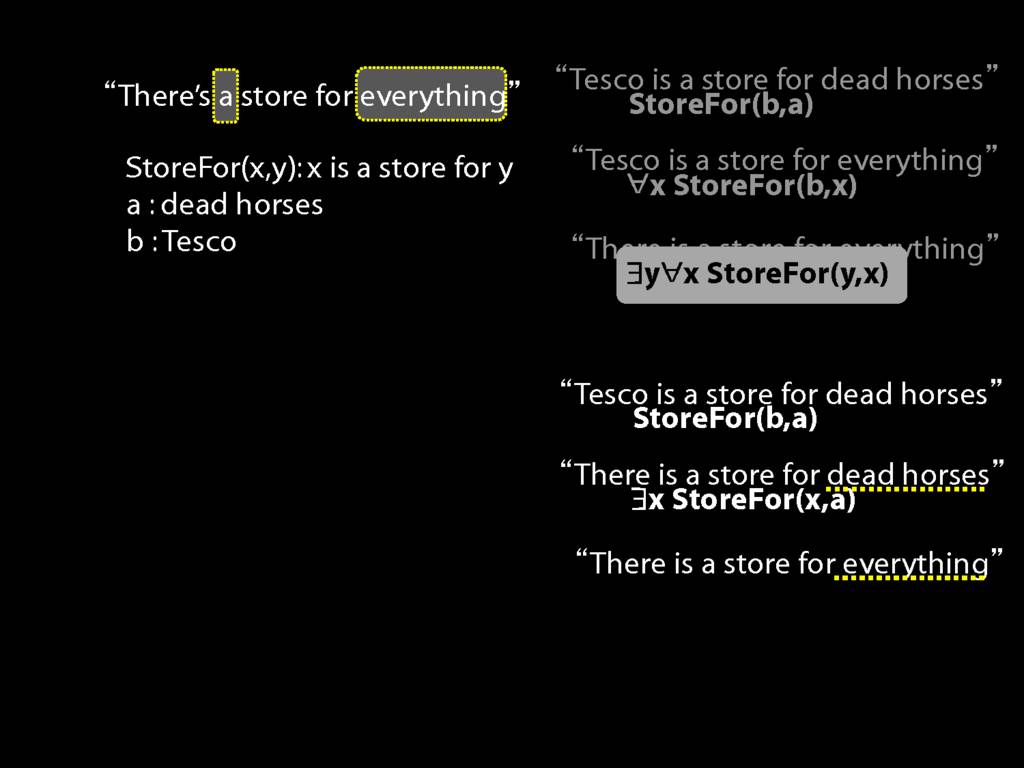 “There’s a store for everything”
StoreFor(x,y): x is a store for y
a : dead horses
b : Tesco
“Tesco is a store for dead horses”
StoreFor(b,a)
“Tesco is a store for everything”
∀x StoreFor(b,x)
“There is a store for everything”
∃y∀x StoreFor(y,x)
“Tesco is a store for dead horses”
StoreFor(b,a)
“There is a store for dead horses”
∃x StoreFor(x,a)
“There is a store for everything”